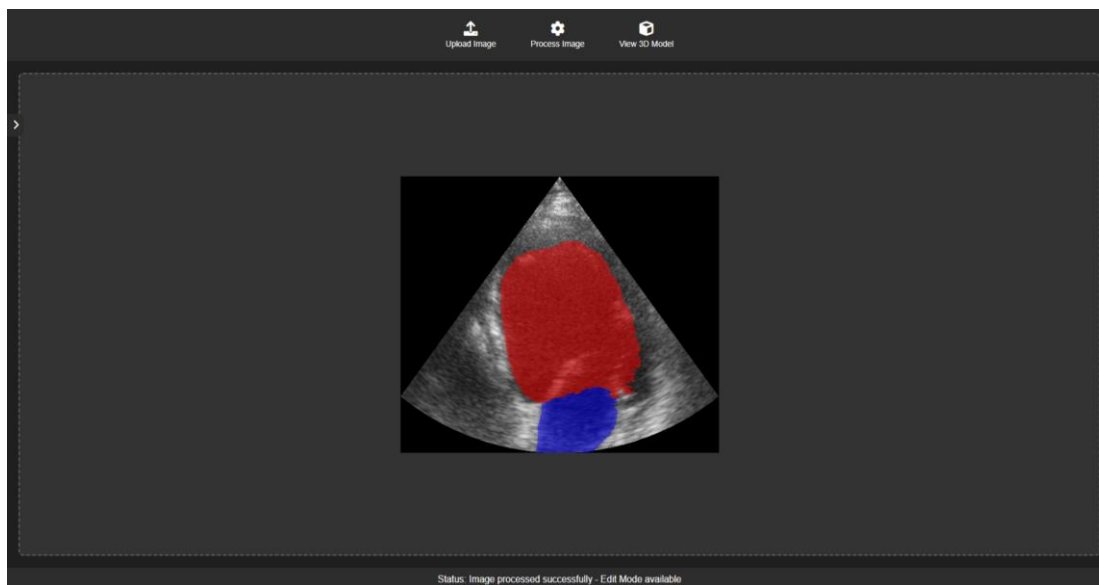 Upload Image
Process Image
View 3D Model
Status: Image processed successfully - Edit Mode available